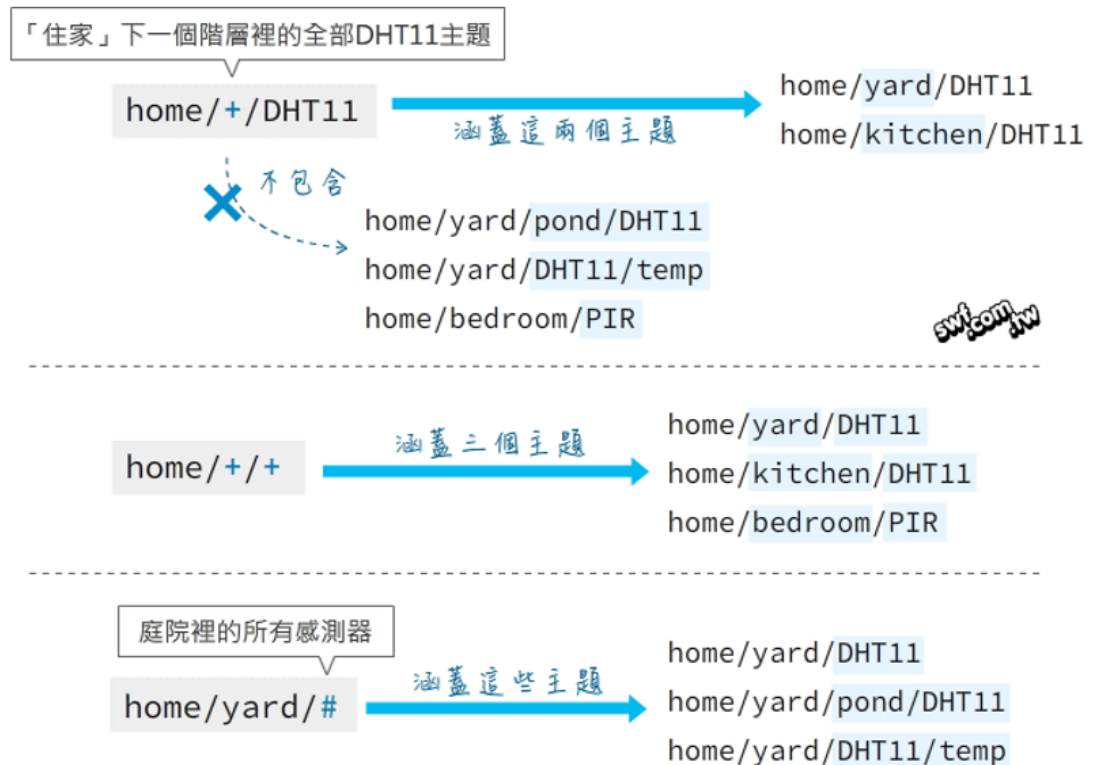 「住家」下一個階層裡的全部DHT11主題
home/+/DHT11
涵蓋這兩個主題
home/yard/DHT11
home/kitchen/DHT11
不包含
home/yard/pond/DHT11
home/yard/DHT11/temp
home/bedroom/PIR
swf.com.tw
home/+/+
涵蓋三個主題
home/yard/DHT11
home/kitchen/DHT11
home/bedroom/PIR
庭院裡的所有感測器
home/yard/#
涵蓋這些主題
home/yard/DHT11
home/yard/pond/DHT11
home/yard/DHT11/temp